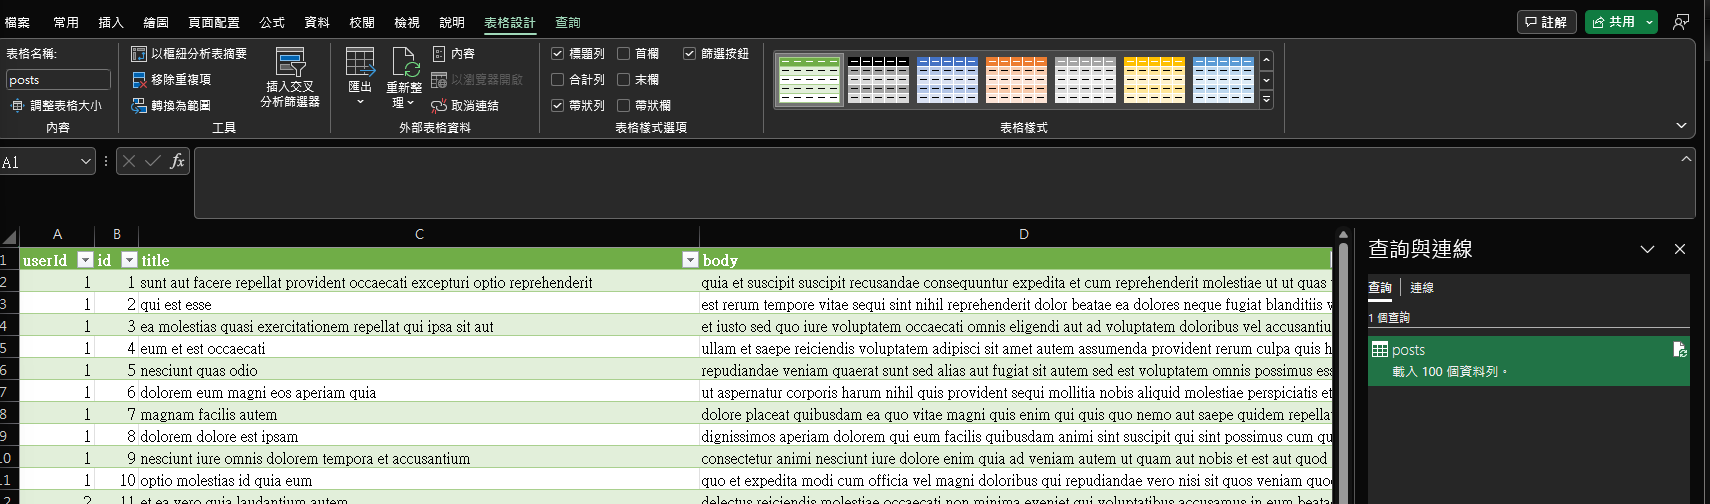 檔案 常用 插入 繪圖 頁面配置 公式 資料 校閱 檢視 說明 表格設計 查詢 註解 共用
表格名稱: 以樞紐分析表摘要 內容 標題列 首欄 篩選按鈕
posts 移除重複項 插入交叉分析篩選器 匯出 重新整理 以瀏覽器開啟 合計列 末欄
調整表格大小 轉換為範圍 取消連結 帶狀列 帶狀欄
內容 工具 外部表格資料 表格樣式選項 表格樣式
A1 fx
A B C D
1 userId id title body
2 1 1 sunt aut facere repellat provident occaecati excepturi optio reprehenderit quia et suscipit suscipit recusandae consequuntur expedita et cum reprehenderit molestiae ut ut quas
3 1 2 qui est esse est rerum tempore vitae sequi sint nihil reprehenderit dolor beatae ea dolores neque fugiat blanditiis v
4 1 3 ea molestias quasi exercitationem repellat qui ipsa sit aut et iusto sed quo iure voluptatem occaecati omnis eligendi aut ad voluptatem doloribus vel accusantiu
5 1 4 eum et est occaecati ullam et saepe reiciendis voluptatem adipisci sit amet autem assumenda provident rerum culpa quis h
6 1 5 nesciunt quas odio repudiandae veniam quaerat sunt sed alias aut fugiat sit autem sed est voluptatem omnis possimus ess
7 1 6 dolorem eum magni eos aperiam quia ut aspernatur corporis harum nihil quis provident sequi mollitia nobis aliquid molestiae perspiciatis et
8 1 7 magnam facilis autem dolore placeat quibusdam ea quo vitae magni quis enim qui quis quo nemo aut saepe quidem repellat
9 1 8 dolorem dolore est ipsam dignissimos aperiam dolorem qui eum facilis quibusdam animi sint suscipit qui sint possimus cum qu
10 1 9 nesciunt iure omnis dolorem tempora et accusantium consectetur animi nesciunt iure dolore enim quia ad veniam autem ut quam aut nobis et est aut quod
11 1 10 optio molestias id quia eum quo et expedita modi cum officia vel magni doloribus qui repudiandae vero nisi sit quos veniam quo
12 2 11 et ea vero quia laudantium autem delectus reiciendis molestiae occaecati non minima eveniet qui voluptatibus accusamus in eum beata
查詢與連線
查詢 連線
1 個查詢
posts
載入 100 個資料列。